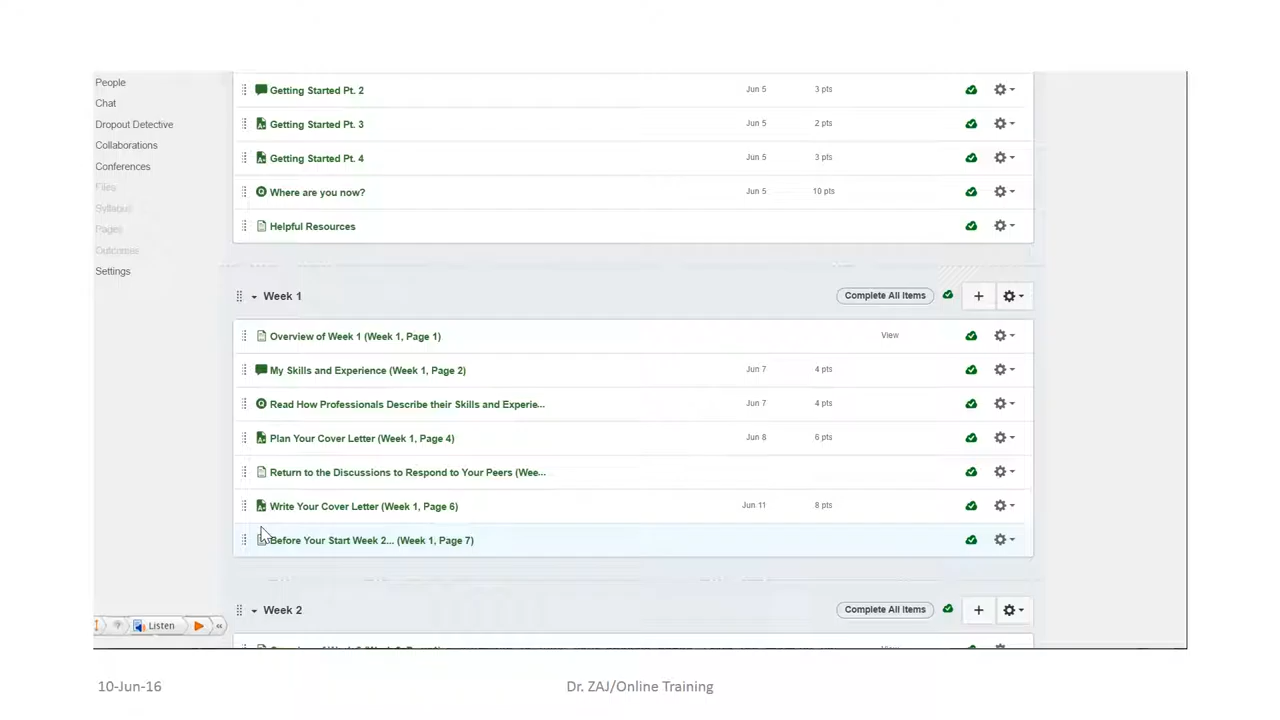 People
Chat
Dropout Detective
Collaborations
Conferences
Files
Syllabus
Pages
Outcomes
Settings
Getting Started Pt. 2 Jun 5 3 pts
Getting Started Pt. 3 Jun 5 2 pts
Getting Started Pt. 4 Jun 5 3 pts
Where are you now? Jun 5 10 pts
Helpful Resources
Week 1 Complete All Items +
Overview of Week 1 (Week 1, Page 1) View
My Skills and Experience (Week 1, Page 2) Jun 7 4 pts
Read How Professionals Describe their Skills and Experie... Jun 7 4 pts
Plan Your Cover Letter (Week 1, Page 4) Jun 8 6 pts
Return to the Discussions to Respond to Your Peers (Wee...
Write Your Cover Letter (Week 1, Page 6) Jun 11 8 pts
Before Your Start Week 2... (Week 1, Page 7)
Week 2 Complete All Items +
? Listen «
10-Jun-16 Dr. ZAJ/Online Training